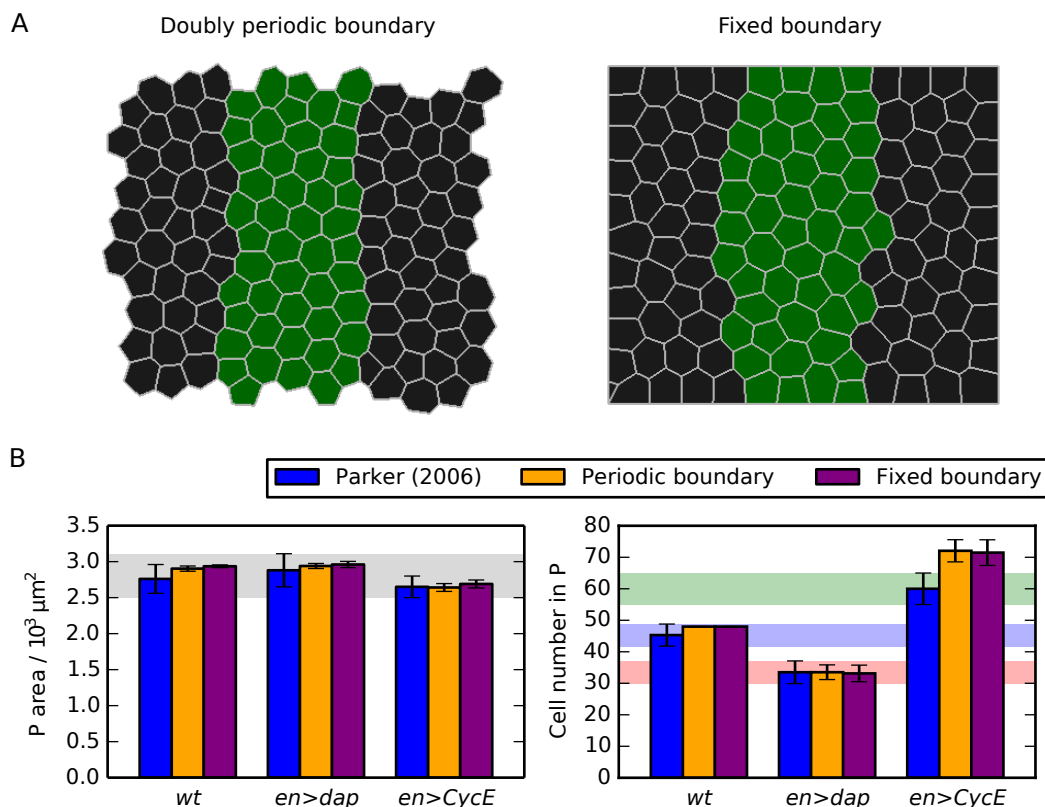 A
Doubly periodic boundary
Fixed boundary
B
Parker (2006)
Periodic boundary
Fixed boundary
P area / 10³ μm²
3.5
3.0
2.5
2.0
1.5
1.0
0.5
0.0
wt
en>dap
en>CycE
Cell number in P
80
70
60
50
40
30
20
10
0
wt
en>dap
en>CycE